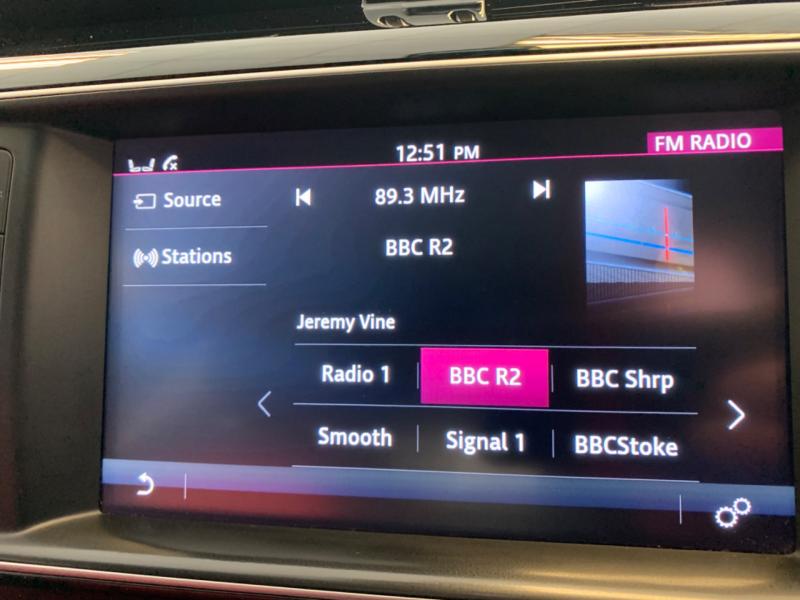 12:51 PM
FM RADIO
Source
89.3 MHz
Stations
BBC R2
Jeremy Vine
Radio 1
BBC R2
BBC Shrp
Smooth
Signal 1
BBCStoke